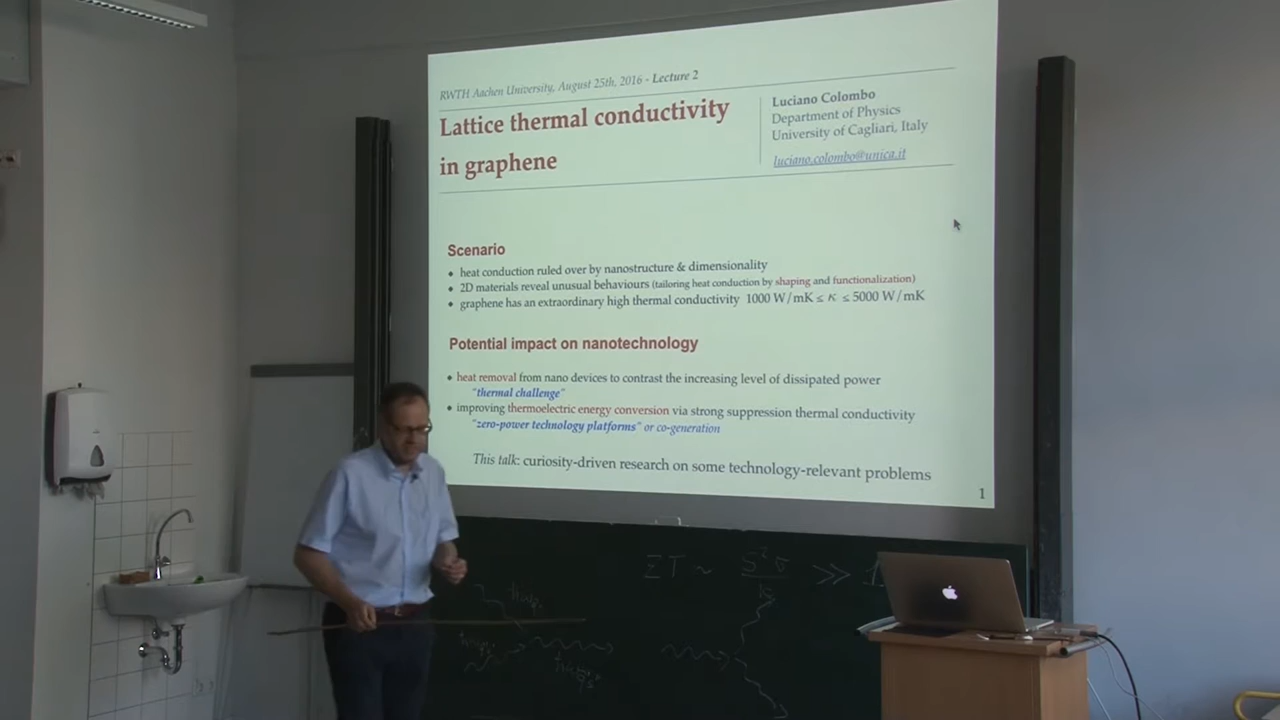 RWTH Aachen University, August 25th, 2016 - Lecture 2
Lattice thermal conductivity
in graphene
Luciano Colombo
Department of Physics
University of Cagliari, Italy
luciano.colombo@unica.it
Scenario
• heat conduction ruled over by nanostructure & dimensionality
• 2D materials reveal unusual behaviours (tailoring heat conduction by shaping and functionalization)
• graphene has an extraordinary high thermal conductivity 1000 W/mK ≤ κ ≤ 5000 W/mK
Potential impact on nanotechnology
• heat removal from nano devices to contrast the increasing level of dissipated power
"thermal challenge"
• improving thermoelectric energy conversion via strong suppression thermal conductivity
"zero-power technology platforms" or co-generation
This talk: curiosity-driven research on some technology-relevant problems
1
ZT ~ S²σ/κ >> 1